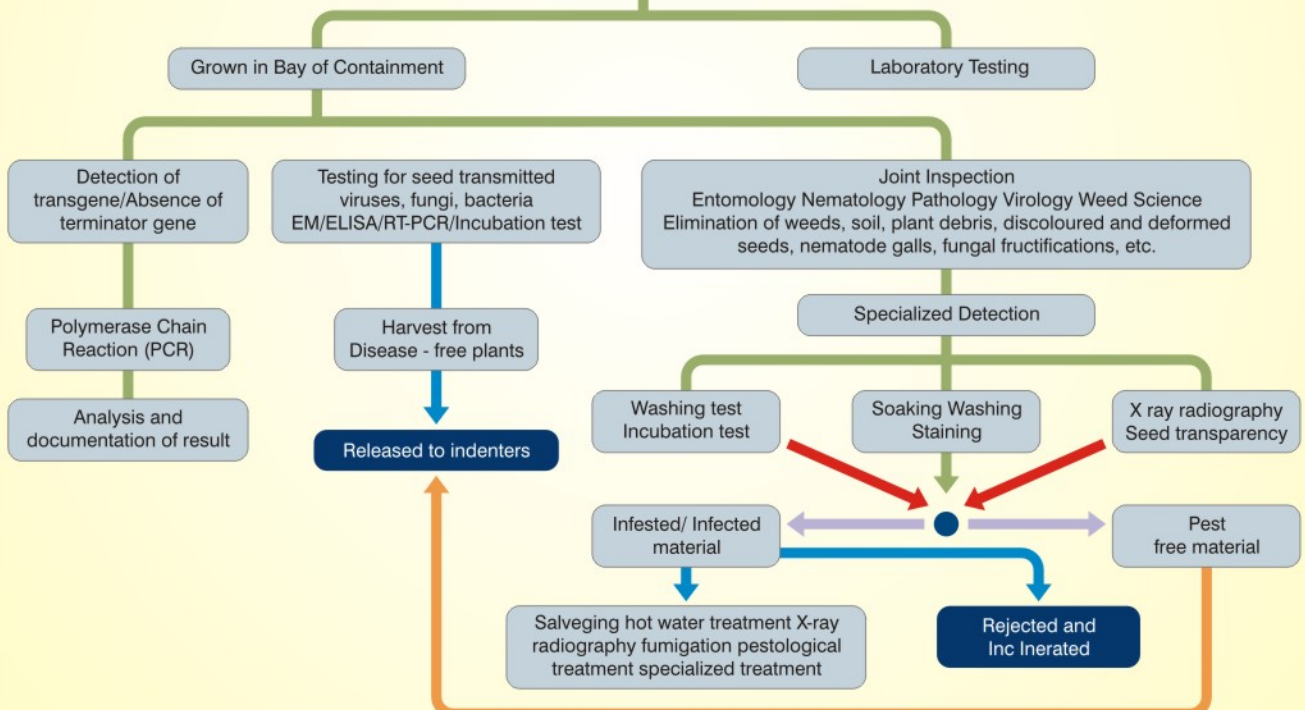 Grown in Bay of Containment
Laboratory Testing
Detection of
transgene/Absence of
terminator gene
Testing for seed transmitted
viruses, fungi, bacteria
EM/ELISA/RT-PCR/Incubation test
Joint Inspection
Entomology Nematology Pathology Virology Weed Science
Elimination of weeds, soil, plant debris, discoloured and deformed
seeds, nematode galls, fungal fructifications, etc.
Polymerase Chain
Reaction (PCR)
Harvest from
Disease - free plants
Specialized Detection
Analysis and
documentation of result
Released to indenters
Washing test
Incubation test
Soaking Washing
Staining
X ray radiography
Seed transparency
Infested/ Infected
material
Pest
free material
Salveging hot water treatment X-ray
radiography fumigation pestological
treatment specialized treatment
Rejected and
Inc Inerated